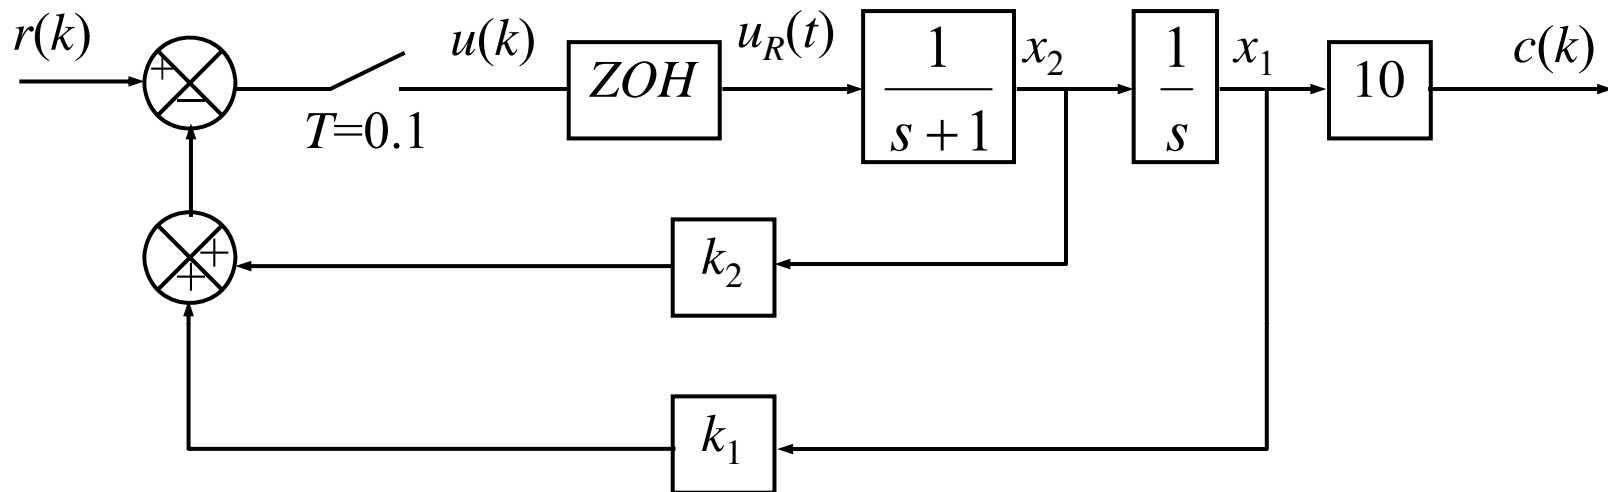 r(k)
+
−
T=0.1
u(k)
ZOH
u_R(t)
1
s + 1
x_2
1
s
x_1
10
c(k)
k_2
+
+
k_1